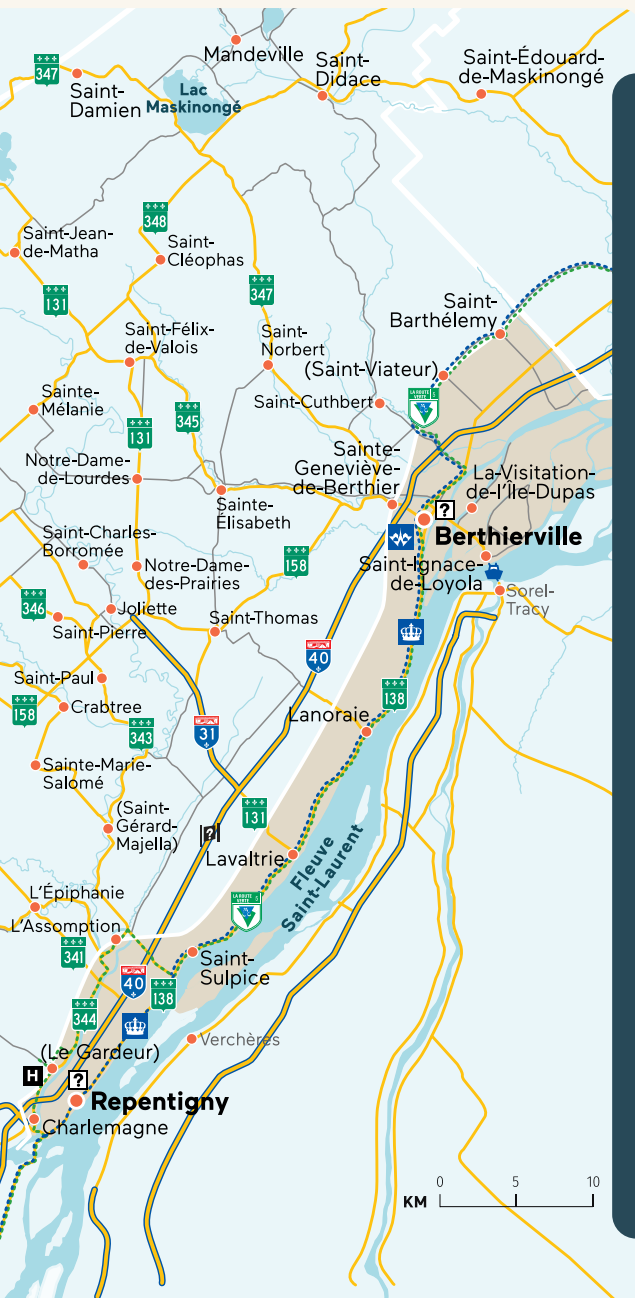 Mandeville
Saint-
Didace
Saint-Édouard-
de-Maskinongé
347
Saint-
Damien
Lac
Maskinongé
348
Saint-Jean-
de-Matha
Saint-
Cléophas
131
347
Saint-
Barthélemy
Saint-Félix-
de-Valois
Saint-
Norbert
(Saint-Viateur)
Sainte-
Mélanie
Saint-Cuthbert
LA ROUTE
VERTE 5
345
131
Sainte-
Geneviève-
de-Berthier
Notre-Dame-
de-Lourdes
La-Visitation-
de-l'Île-Dupas
Sainte-
Élisabeth
?
Berthierville
Saint-Charles-
Borromée
158
Notre-Dame-
des-Prairies
Saint-Ignace-
de-Loyola
Sorel-
Tracy
346
Joliette
Saint-Pierre
Saint-Thomas
40
Saint-Paul
138
158
Crabtree
343
31
Lanoraie
Sainte-Marie-
Salomé
(Saint-
Gérard-
Majella)
131
?
Lavaltrie
Fleuve
Saint-Laurent
L'Épiphanie
LA ROUTE
VERTE 5
L'Assomption
341
Saint-
Sulpice
40
138
344
Verchères
(Le Gardeur)
H
?
Repentigny
Charlemagne
0 5 10
KM